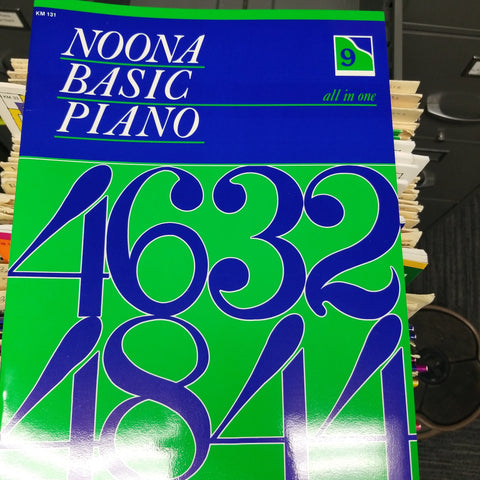 KM 131
NOONA
BASIC
PIANO
9
all in one
4632
4844